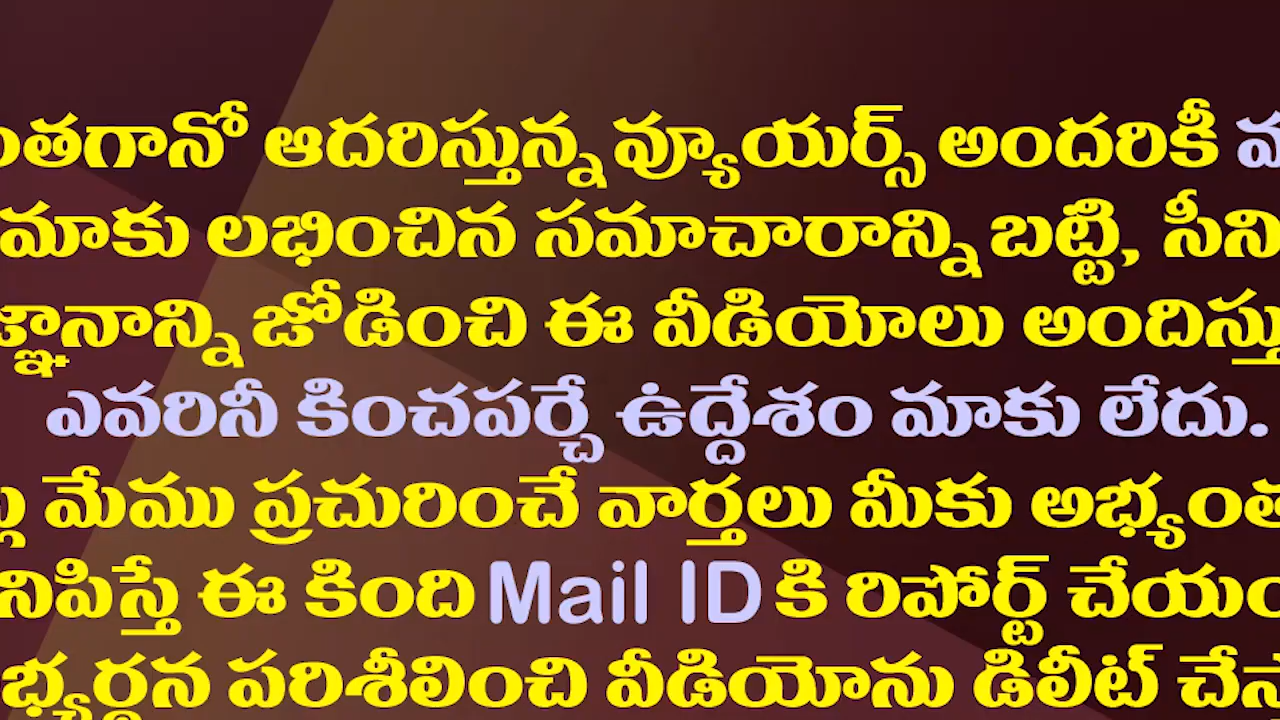 ఆదరిస్తున్న వ్యూయర్స్ అందరికీ
మాకు లభించిన సమాచారాన్ని బట్టి,
జోడించి ఈ వీడియోలు
ఎవరినీ కించపర్చే ఉద్దేశం మాకు లేదు.
మేము ప్రచురించే వార్తలు మీకు
ఈ కింది Mail ID కి రిపోర్ట్
పరిశీలించి వీడియోను డిలీట్